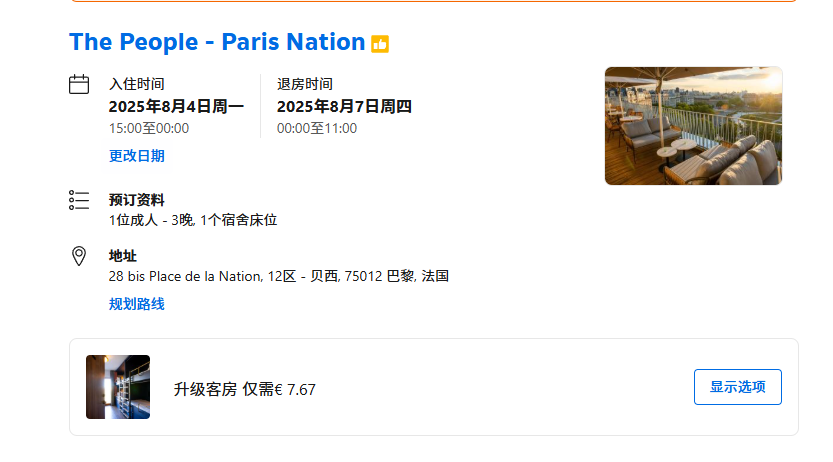 The People - Paris Nation
入住时间
2025年8月4日周一
15:00至00:00
更改日期
退房时间
2025年8月7日周四
00:00至11:00
预订资料
1位成人 - 3晚, 1个宿舍床位
地址
28 bis Place de la Nation, 12区 - 贝西, 75012 巴黎, 法国
规划路线
升级客房 仅需€ 7.67
显示选项